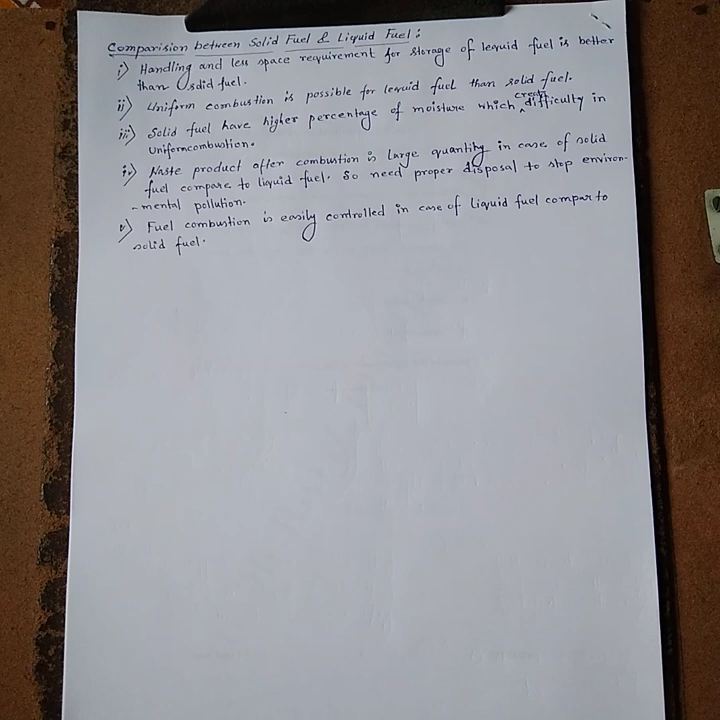 Comparision between Solid Fuel & Liquid Fuel:
i) Handling and less space requirement for storage of lequid fuel is better
than solid fuel.
ii) Uniform combustion is possible for lequid fuel than solid fuel.
iii) Solid fuel have higher percentage of moisture which create difficulty in
Uniformcombustion.
iv) Waste product after combustion is large quantity in case of solid
fuel compare to liquid fuel. So need proper disposal to stop environ-
-mental pollution.
v) Fuel combustion is easily controlled in case of Liquid fuel compar to
solid fuel.